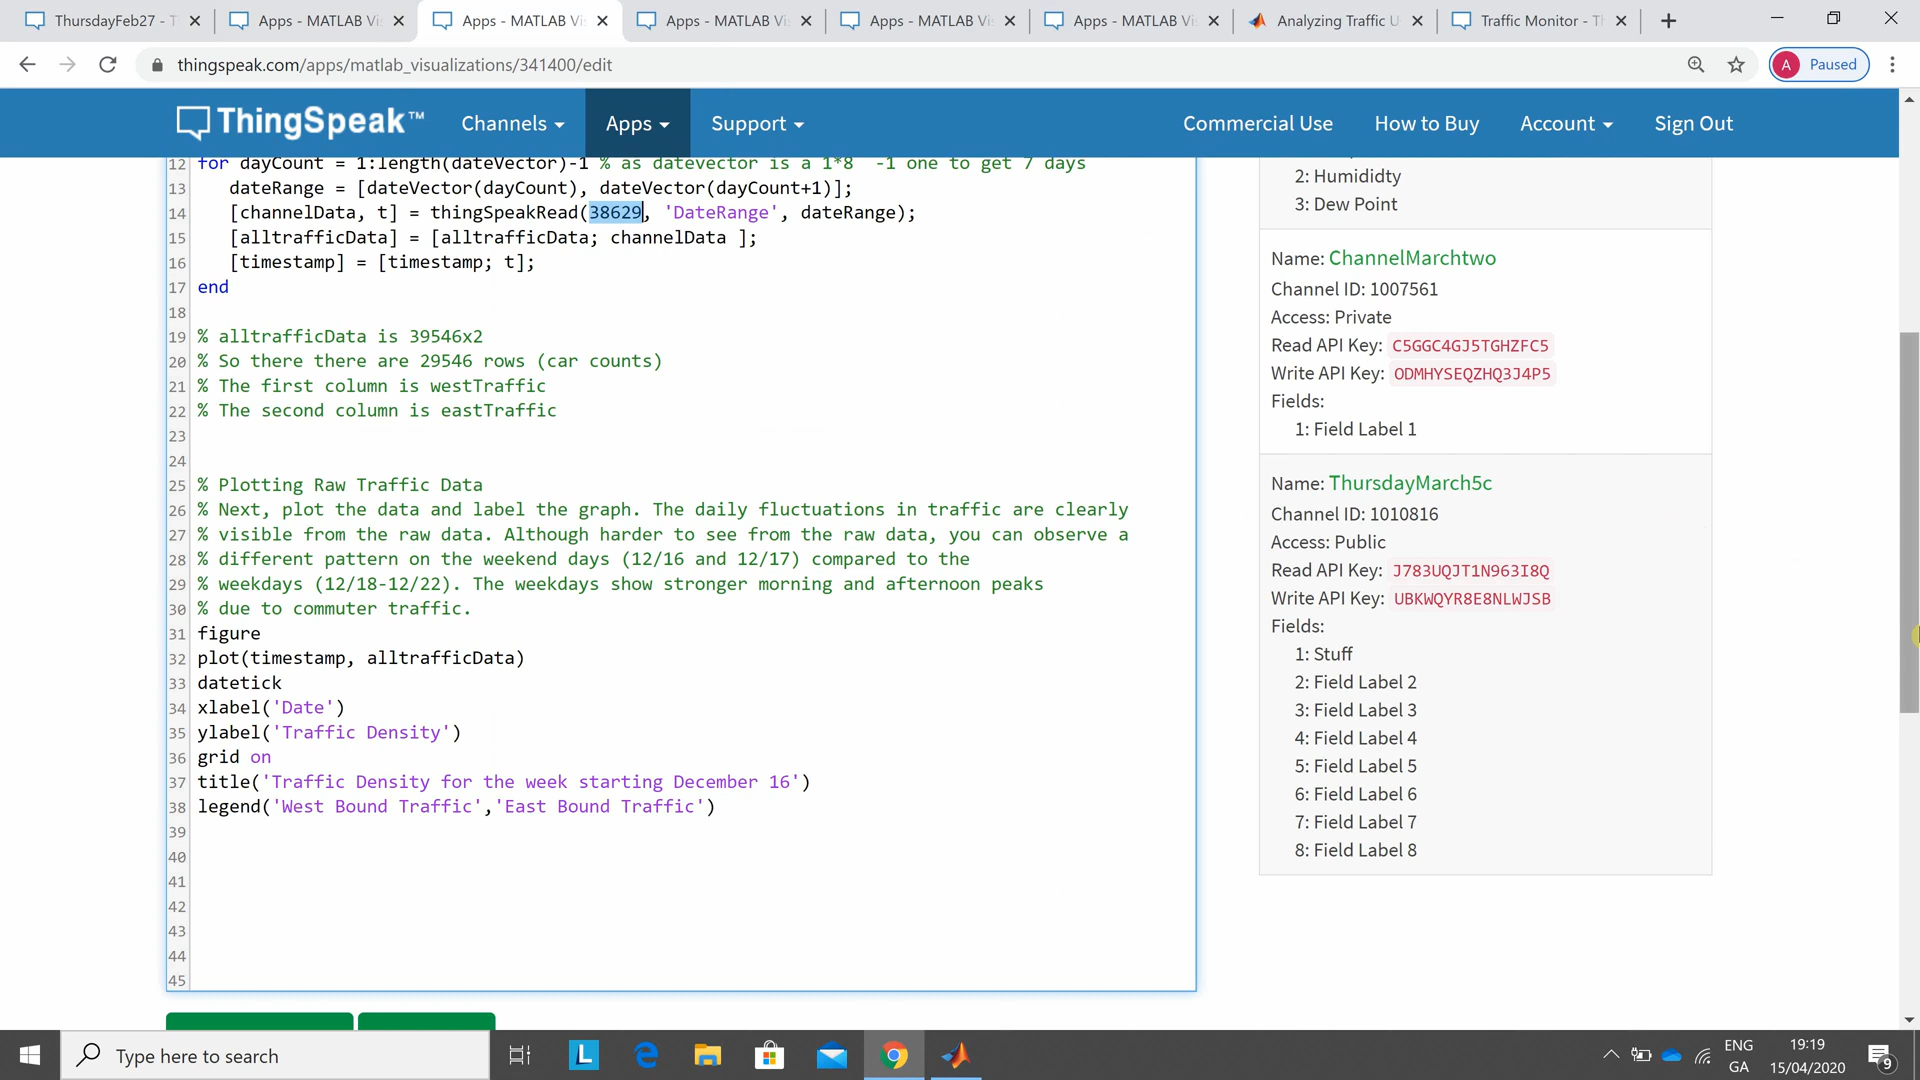 ThursdayFeb27 - T
Apps - MATLAB Vi
Apps - MATLAB Vi
Apps - MATLAB Vi
Apps - MATLAB Vi
Apps - MATLAB Vi
Analyzing Traffic U
Traffic Monitor - Th
thingspeak.com/apps/matlab_visualizations/341400/edit
A Paused
ThingSpeak™
Channels
Apps
Support
Commercial Use
How to Buy
Account
Sign Out
12 for dayCount = 1:length(dateVector)-1 % as datevector is a 1*8  -1 one to get 7 days
13 dateRange = [dateVector(dayCount), dateVector(dayCount+1)];
14 [channelData, t] = thingSpeakRead(38629, 'DateRange', dateRange);
15 [alltrafficData] = [alltrafficData; channelData ];
16 [timestamp] = [timestamp; t];
17 end
18
19 % alltrafficData is 39546x2
20 % So there there are 29546 rows (car counts)
21 % The first column is westTraffic
22 % The second column is eastTraffic
23
24
25 % Plotting Raw Traffic Data
26 % Next, plot the data and label the graph. The daily fluctuations in traffic are clearly
27 % visible from the raw data. Although harder to see from the raw data, you can observe a
28 % different pattern on the weekend days (12/16 and 12/17) compared to the
29 % weekdays (12/18-12/22). The weekdays show stronger morning and afternoon peaks
30 % due to commuter traffic.
31 figure
32 plot(timestamp, alltrafficData)
33 datetick
34 xlabel('Date')
35 ylabel('Traffic Density')
36 grid on
37 title('Traffic Density for the week starting December 16')
38 legend('West Bound Traffic','East Bound Traffic')
39
40
41
42
43
44
45
2: Humididty
3: Dew Point
Name: ChannelMarchtwo
Channel ID: 1007561
Access: Private
Read API Key: C5GGC4GJ5TGHZFC5
Write API Key: ODMHYSEQZHQ3J4P5
Fields:
1: Field Label 1
Name: ThursdayMarch5c
Channel ID: 1010816
Access: Public
Read API Key: J783UQJT1N963I8Q
Write API Key: UBKWQYR8E8NLWJSB
Fields:
1: Stuff
2: Field Label 2
3: Field Label 3
4: Field Label 4
5: Field Label 5
6: Field Label 6
7: Field Label 7
8: Field Label 8
Type here to search
L
ENG
GA
19:19
15/04/2020
9